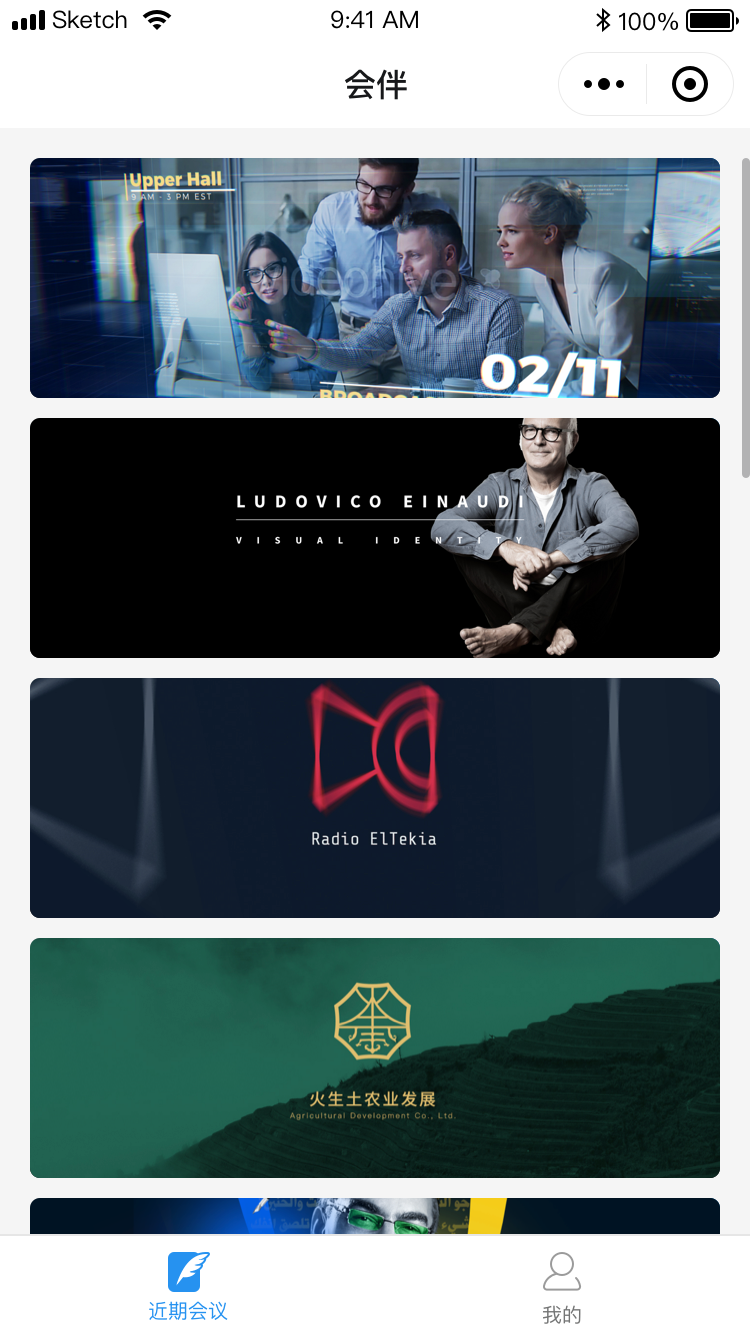 Sketch
9:41 AM
100%
会伴
Upper Hall
9 AM - 3 PM EST
02/11
LUDOVICO EINAUDI
VISUAL IDENTITY
Radio ElTekia
火生土农业发展
Agricultural Development Co., Ltd.
近期会议
我的